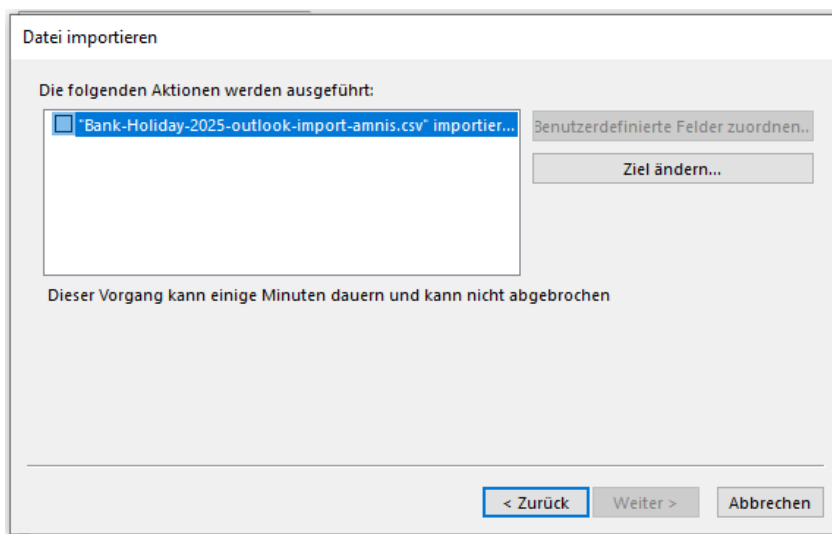 Datei importieren
Die folgenden Aktionen werden ausgeführt:
"Bank-Holiday-2025-outlook-import-amnis.csv" importier...
Benutzerdefinierte Felder zuordnen..
Ziel ändern...
Dieser Vorgang kann einige Minuten dauern und kann nicht abgebrochen
< Zurück
Weiter >
Abbrechen